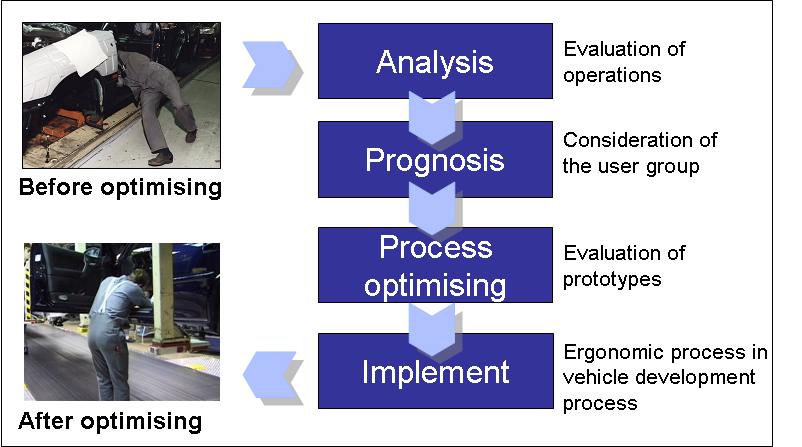 Analysis
Evaluation of
operations
Before optimising
Prognosis
Consideration of
the user group
Process
optimising
Evaluation of
prototypes
Implement
Ergonomic process in
vehicle development
process
After optimising